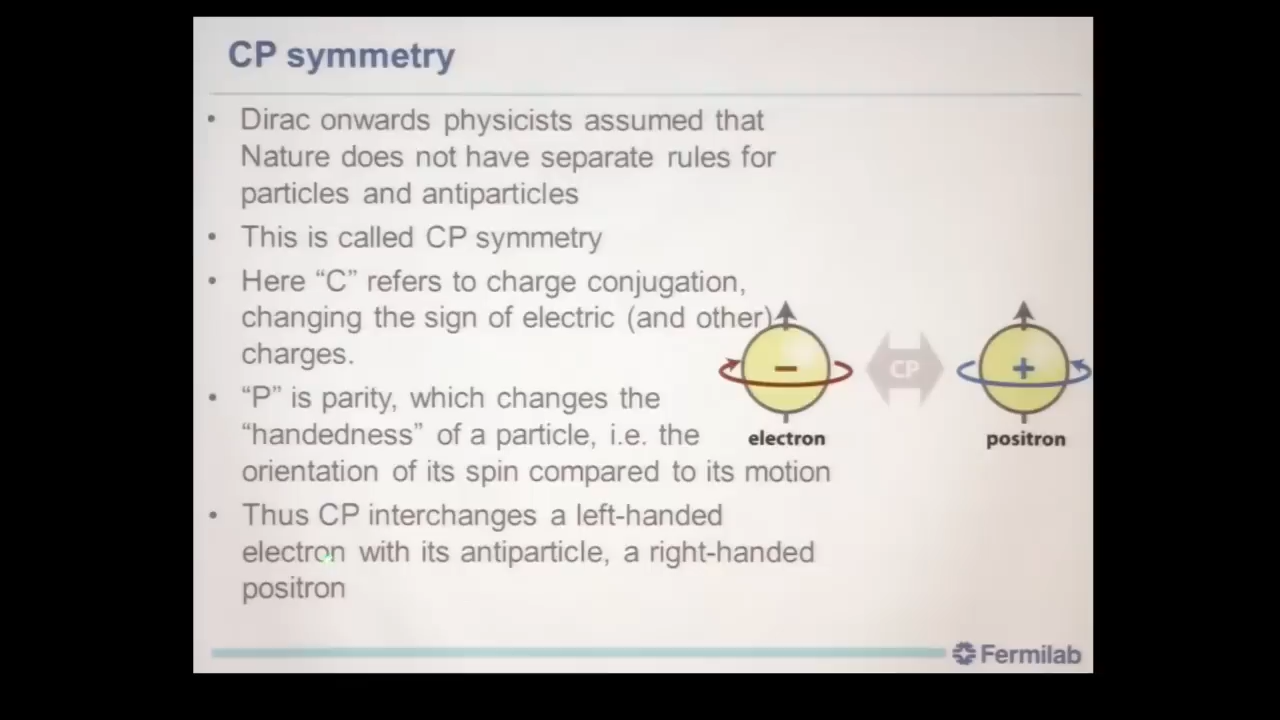 CP symmetry
• Dirac onwards physicists assumed that
Nature does not have separate rules for
particles and antiparticles
• This is called CP symmetry
• Here “C” refers to charge conjugation,
changing the sign of electric (and other)
charges.
• “P” is parity, which changes the
“handedness” of a particle, i.e. the
orientation of its spin compared to its motion
• Thus CP interchanges a left-handed
electron with its antiparticle, a right-handed
positron
−
CP
+
electron
positron
Fermilab